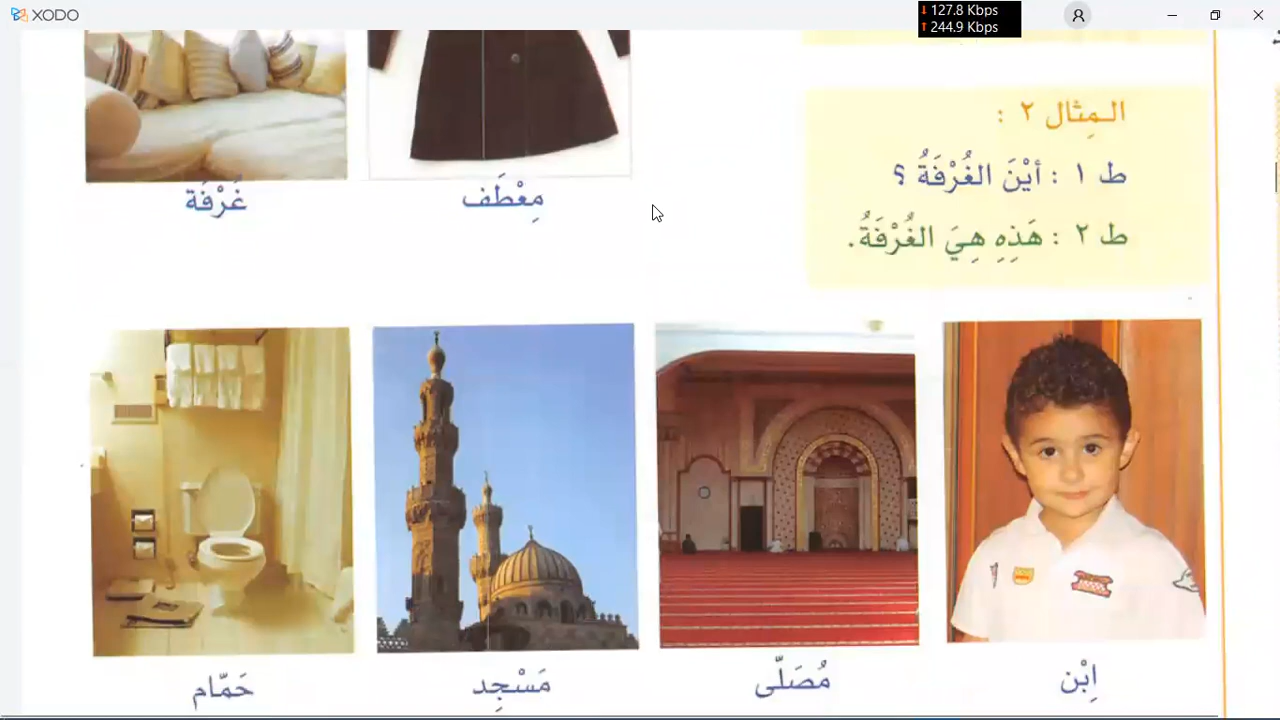 XODO
↓ 127.8 Kbps
↑ 244.9 Kbps
المِثال ٢ :
ط ١ : أيْنَ الغُرْفَةُ ؟
ط ٢ : هَذِهِ هِيَ الغُرْفَةُ.
مِعْطَف
غُرْفَة
اِبْن
مُصَلّى
مَسْجِد
حَمّام